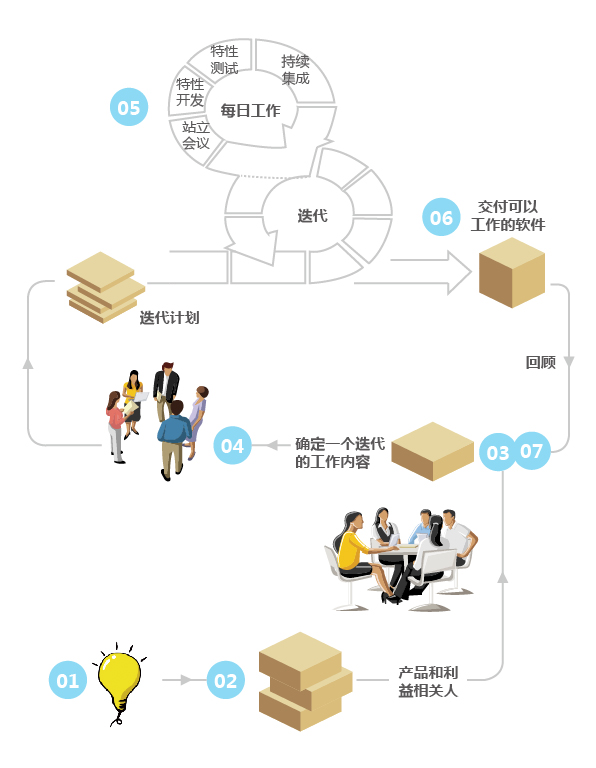 特性
测试
持续
集成
特性
开发
05
每日工作
站立
会议
迭代
06
交付可以
工作的软件
迭代计划
回顾
04
确定一个迭代
的工作内容
03
07
01
02
产品和利
益相关人